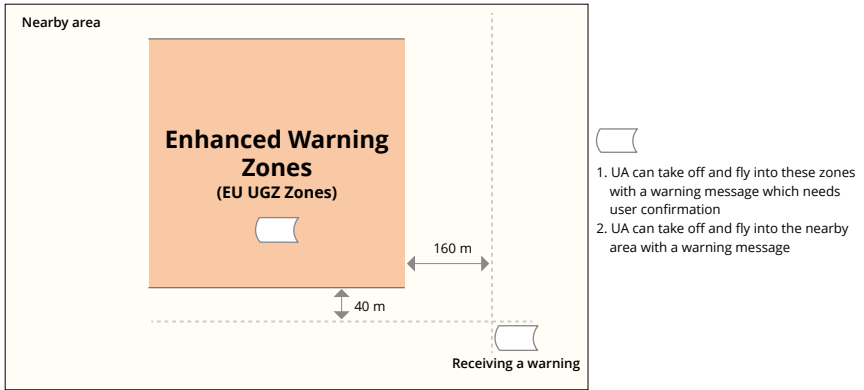 Nearby area
Enhanced Warning
Zones
(EU UGZ Zones)
160 m
40 m
Receiving a warning
1. UA can take off and fly into these zones
with a warning message which needs
user confirmation
2. UA can take off and fly into the nearby
area with a warning message